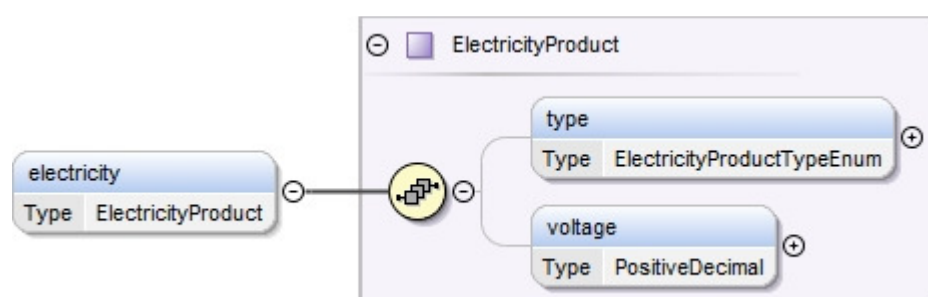 ElectricityProduct
type
Type ElectricityProductTypeEnum
electricity
Type ElectricityProduct
voltage
Type PositiveDecimal